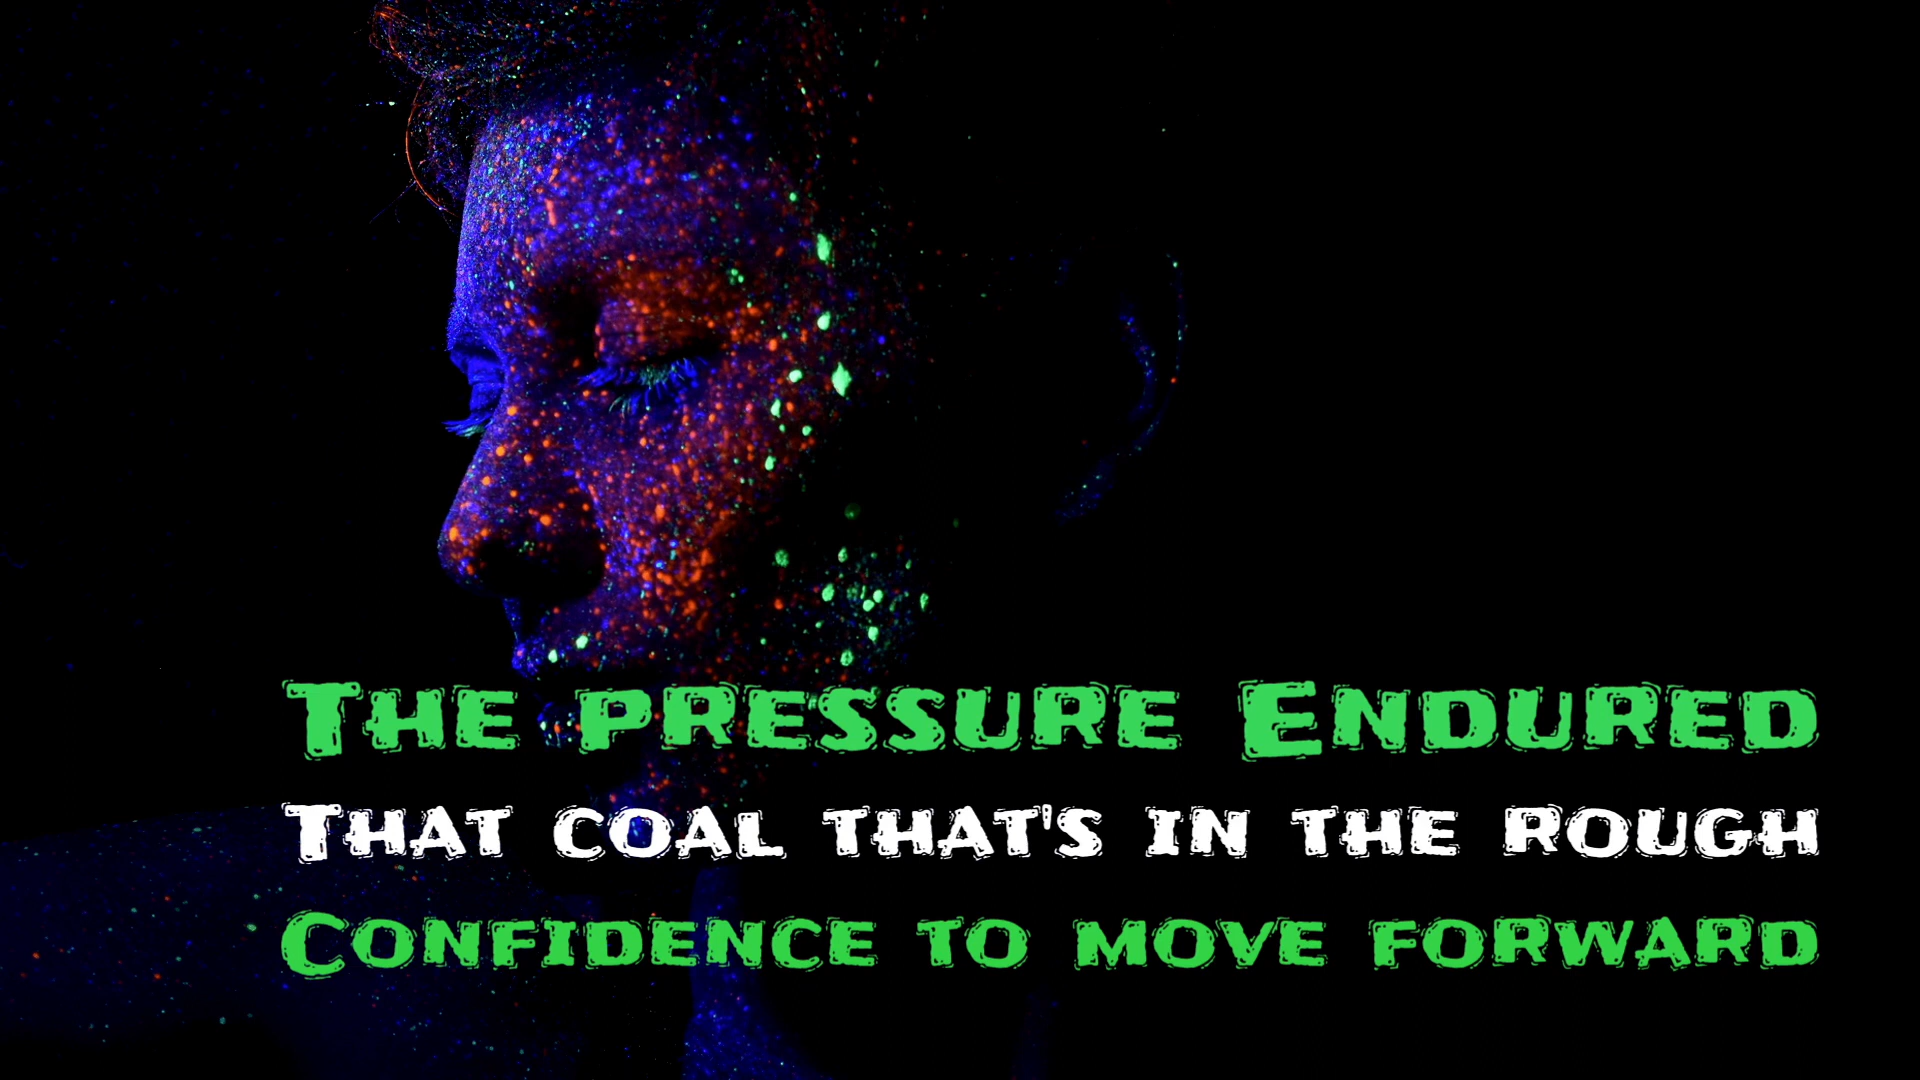 The pressure Endured
That coal that's in the rough
Confidence to move forward